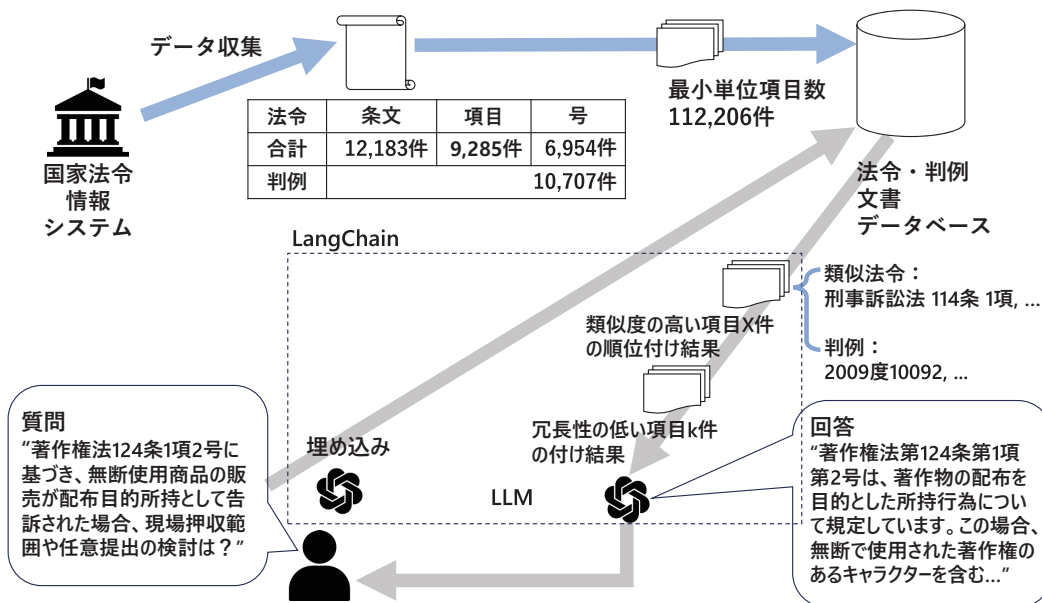 データ収集
国家法令
情報
システム
法令 条文 項目 号
合計 12,183件 9,285件 6,954件
判例 10,707件
最小単位項目数
112,206件
法令・判例
文書
データベース
LangChain
類似法令：
刑事訴訟法 114条 1項, ...
判例：
2009度10092, ...
類似度の高い項目X件
の順位付け結果
冗長性の低い項目k件
の付け結果
埋め込み
LLM
質問
“著作権法124条1項2号に
基づき、無断使用商品の販
売が配布目的所持として告
訴された場合、現場押収範
囲や任意提出の検討は？”
回答
“著作権法第124条第1項
第2号は、著作物の配布を
目的とした所持行為につい
て規定しています。この場合、
無断で使用された著作権の
あるキャラクターを含む...”